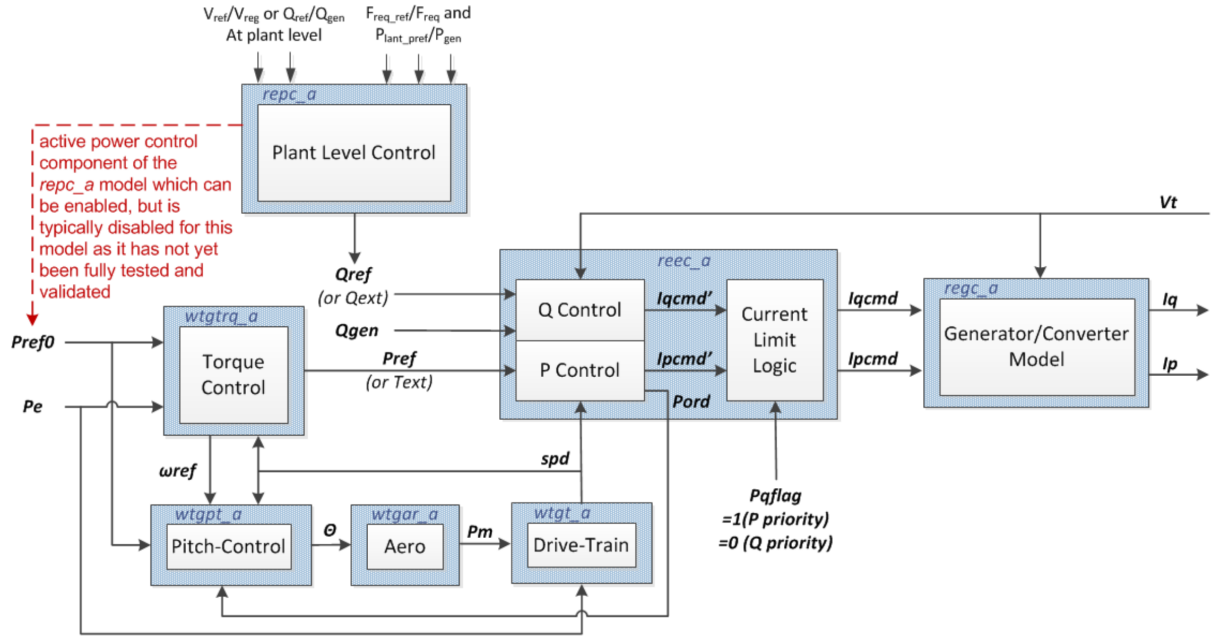 Vref/Vreg or Qref/Qgen
At plant level
Freq_ref/Freq and
Plant_pref/Pgen
repc_a
Plant Level Control
active power control
component of the
repc_a model which can
be enabled, but is
typically disabled for this
model as it has not yet
been fully tested and
validated
Vt
Qref
(or Qext)
reec_a
Q Control
Iqcmd’
Current
Limit
Logic
Iqcmd
regc_a
Generator/Converter
Model
Iq
Qgen
wtgtrq_a
Torque
Control
Pref0
Pref
(or Text)
P Control
Ipcmd’
Ipcmd
Ip
Pe
Pord
ωref
spd
Pqflag
=1(P priority)
=0 (Q priority)
wtgpt_a
Pitch-Control
Θ
wtgar_a
Aero
Pm
wtgt_a
Drive-Train